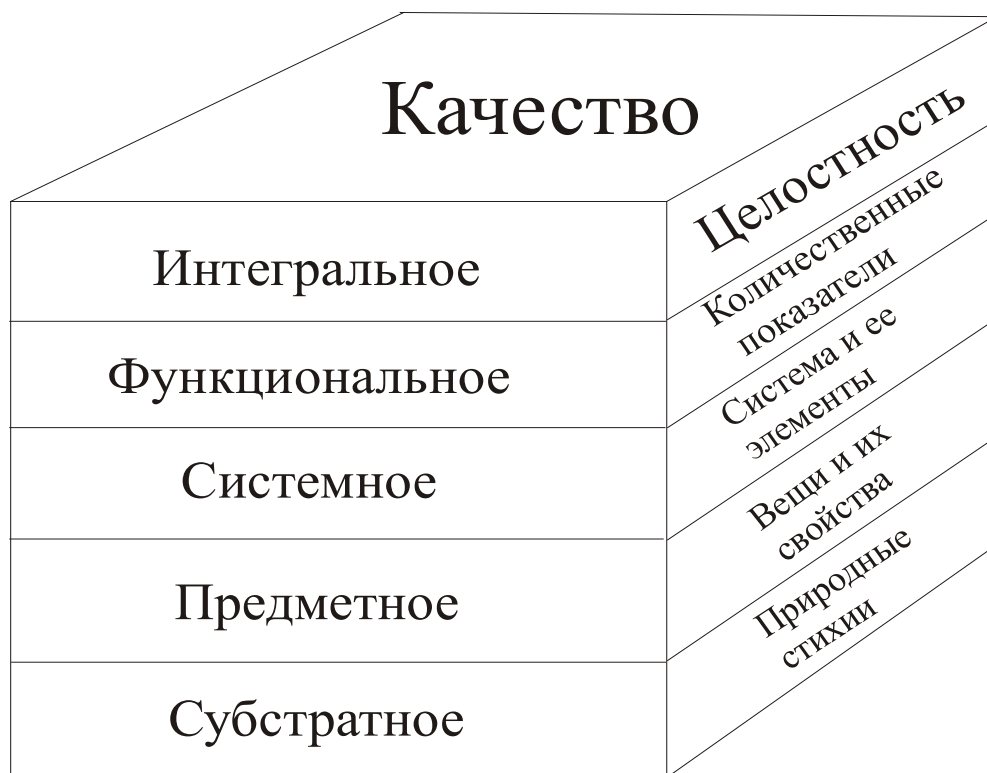 Качество
Интегральное
Функциональное
Системное
Предметное
Субстратное
Целостность
Количественные
показатели
Система и ее
элементы
Вещи и их
свойства
Природные
стихии